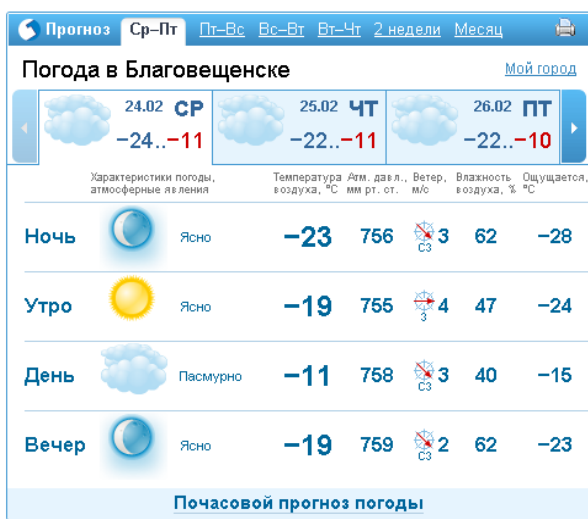 Прогноз Ср–Пт Пт–Вс Вс–Вт Вт–Чт 2 недели Месяц
Погода в Благовещенске Мой город
24.02 СР 25.02 ЧТ 26.02 ПТ
−24..−11 −22..−11 −22..−10
Характеристики погоды, Температура Атм. давл., Ветер, Влажность Ощущается,
атмосферные явления воздуха, °C мм рт. ст. м/с воздуха, % °C
Ночь Ясно −23 756 3 62 −28
СЗ
Утро Ясно −19 755 4 47 −24
З
День Пасмурно −11 758 3 40 −15
СЗ
Вечер Ясно −19 759 2 62 −23
СЗ
Почасовой прогноз погоды